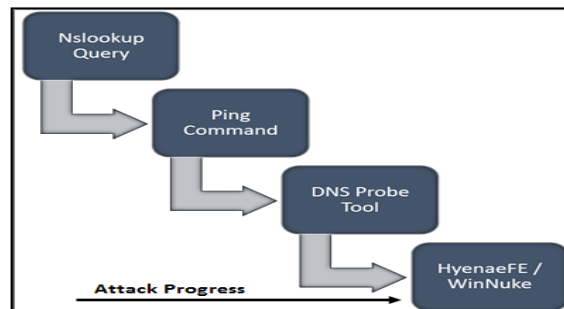 Nslookup
Query
Ping
Command
DNS Probe
Tool
HyenaeFE /
WinNuke
Attack Progress